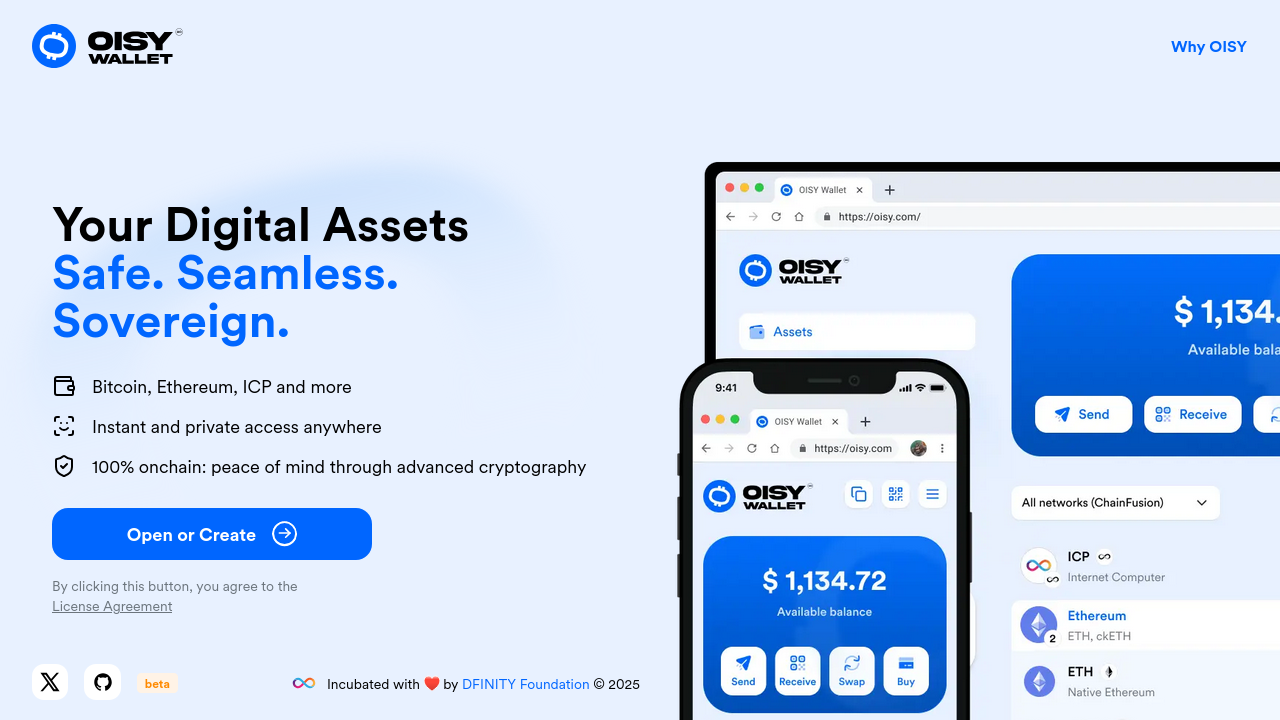 OISY
WALLET
Why OISY
Your Digital Assets
Safe. Seamless.
Sovereign.
Bitcoin, Ethereum, ICP and more
Instant and private access anywhere
100% onchain: peace of mind through advanced cryptography
Open or Create
By clicking this button, you agree to the
License Agreement
beta
Incubated with ❤️ by DFINITY Foundation © 2025
OISY Wallet
https://oisy.com/
OISY
WALLET
Assets
$ 1,134.
Available bala
Send
Receive
All networks (ChainFusion)
ICP
Internet Computer
Ethereum
ETH, ckETH
2
ETH
Native Ethereum
9:41
OISY Wallet
https://oisy.com
OISY
WALLET
$ 1,134.72
Available balance
Send
Receive
Swap
Buy